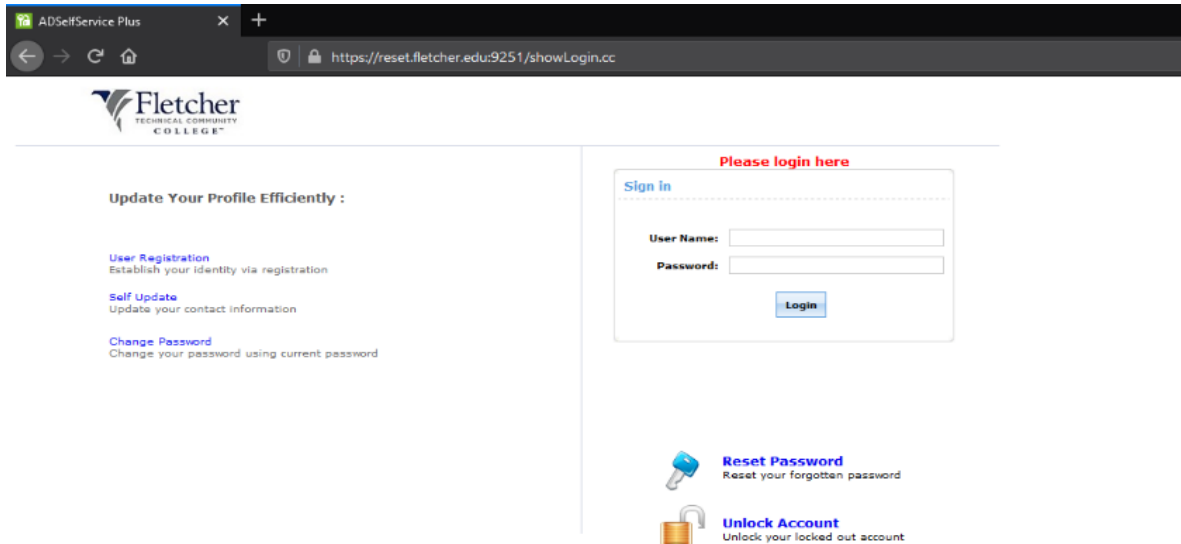 ADSelfService Plus
https://reset.fletcher.edu:9251/showLogin.cc
Fletcher
TECHNICAL COMMUNITY
COLLEGE™
Update Your Profile Efficiently :
User Registration
Establish your identity via registration
Self Update
Update your contact information
Change Password
Change your password using current password
Please login here
Sign in
User Name:
Password:
Login
Reset Password
Reset your forgotten password
Unlock Account
Unlock your locked out account